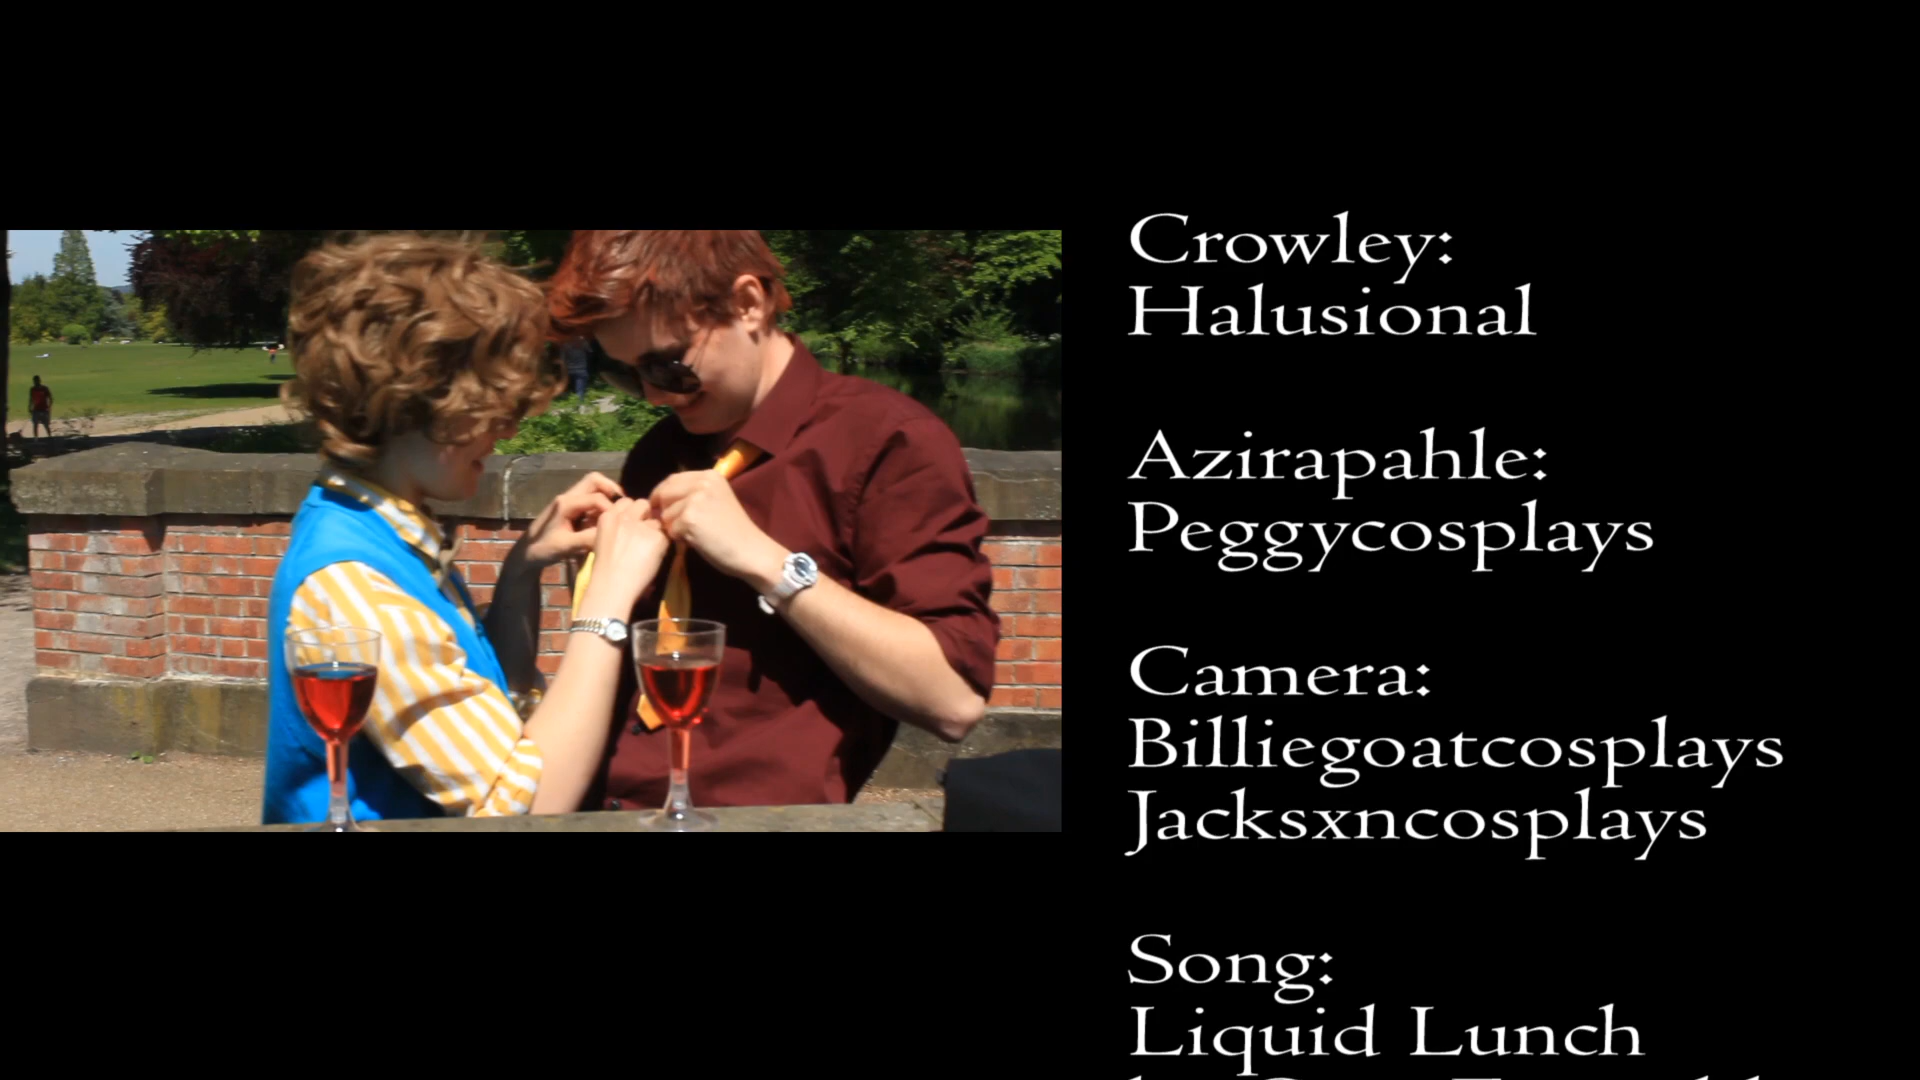 Crowley:
Halusional
Azirapahle:
Peggycosplays
Camera:
Billiegoatcosplays
Jacksxncosplays
Song:
Liquid Lunch